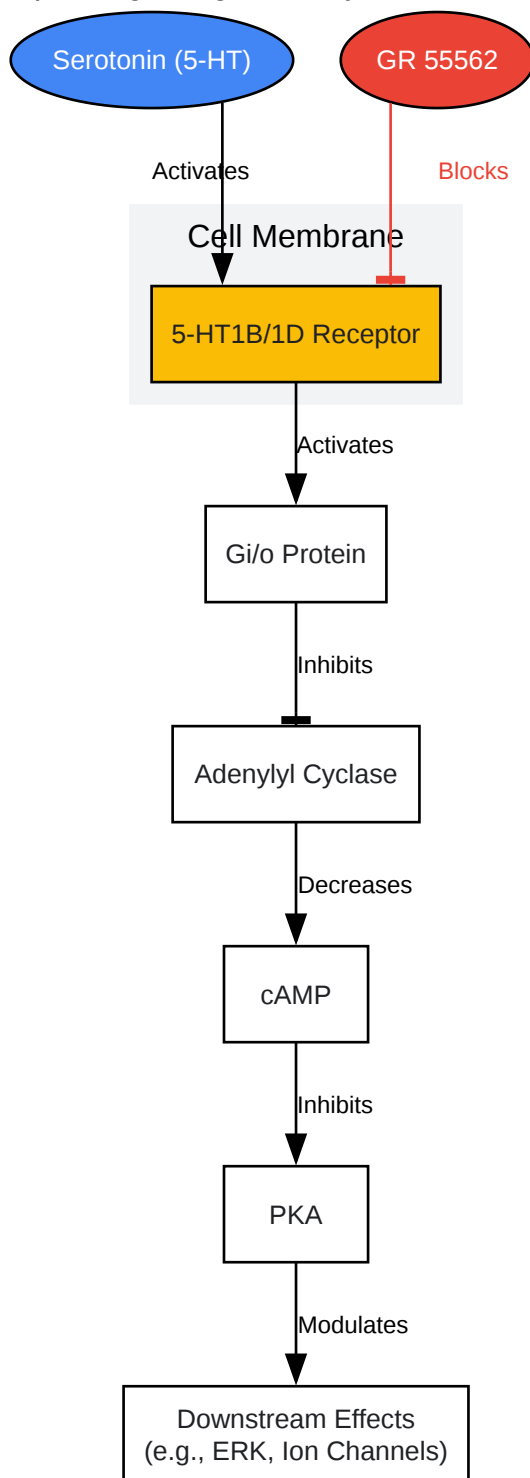 Serotonin (5-HT)
GR 55562
Activates
Blocks
Cell Membrane
5-HT1B/1D Receptor
Activates
Gi/o Protein
Inhibits
Adenylyl Cyclase
Decreases
cAMP
Inhibits
PKA
Modulates
Downstream Effects
(e.g., ERK, Ion Channels)